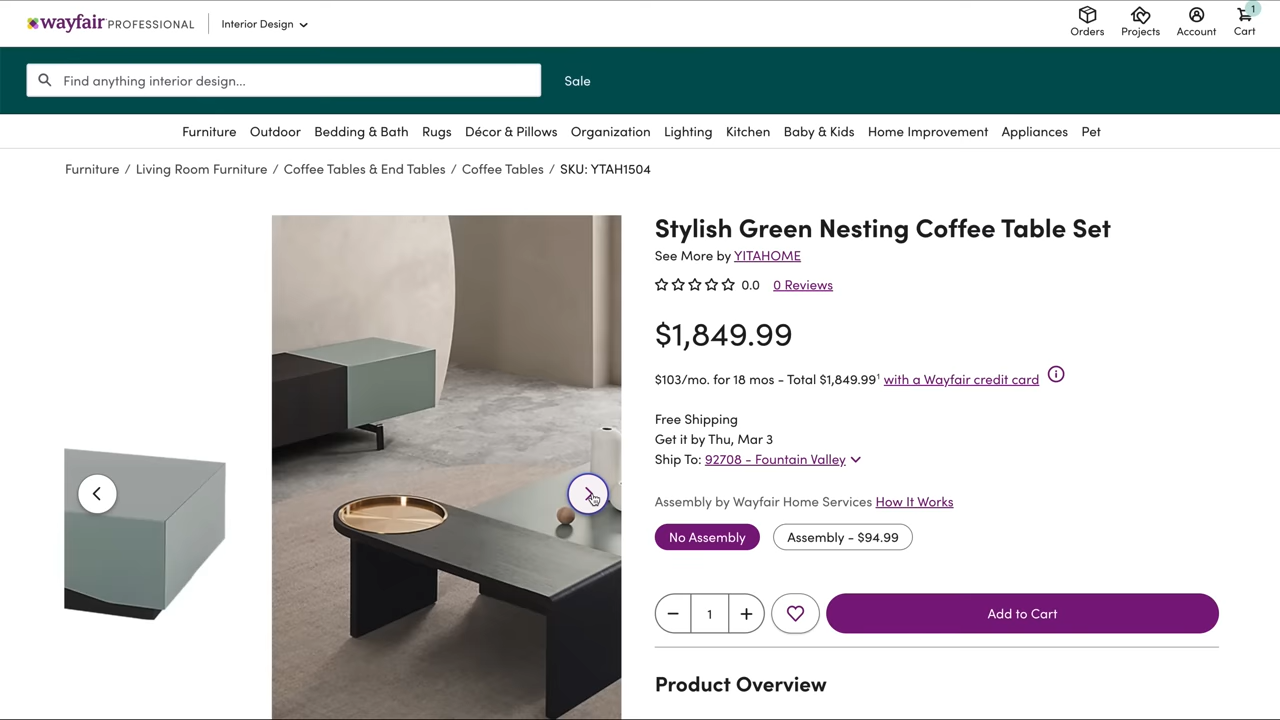 wayfair PROFESSIONAL
Interior Design
Orders
Projects
Account
1
Cart
Find anything interior design...
Sale
Furniture
Outdoor
Bedding & Bath
Rugs
Décor & Pillows
Organization
Lighting
Kitchen
Baby & Kids
Home Improvement
Appliances
Pet
Furniture / Living Room Furniture / Coffee Tables & End Tables / Coffee Tables / SKU: YTAH1504
Stylish Green Nesting Coffee Table Set
See More by YITAHOME
0.0 0 Reviews
$1,849.99
$103/mo. for 18 mos - Total $1,849.99¹ with a Wayfair credit card
Free Shipping
Get it by Thu, Mar 3
Ship To: 92708 - Fountain Valley
Assembly by Wayfair Home Services How It Works
No Assembly
Assembly - $94.99
− 1 +
Add to Cart
Product Overview